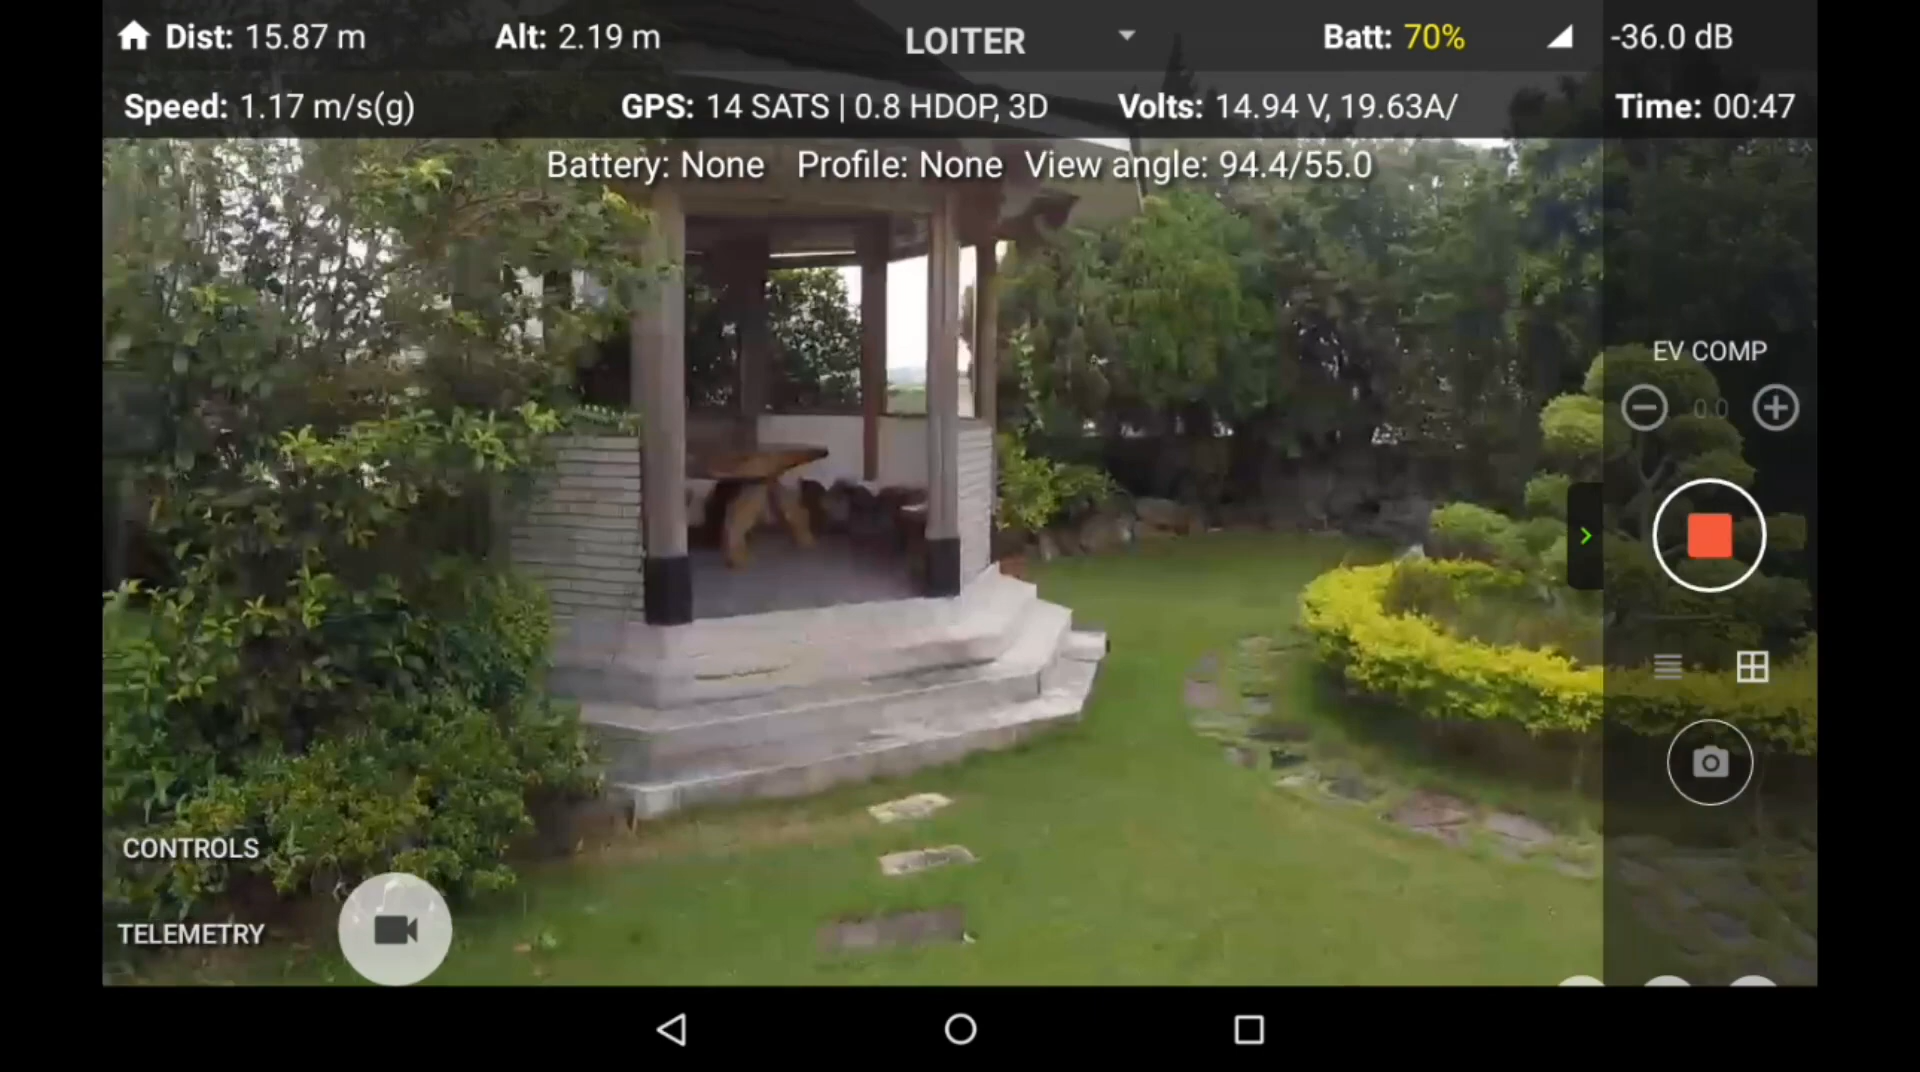 Dist: 15.87 m Alt: 2.19 m LOITER Batt: 70% -36.0 dB
Speed: 1.17 m/s(g) GPS: 14 SATS | 0.8 HDOP, 3D Volts: 14.94 V, 19.63A/ Time: 00:47
Battery: None Profile: None View angle: 94.4/55.0
EV COMP
0.0
CONTROLS
TELEMETRY